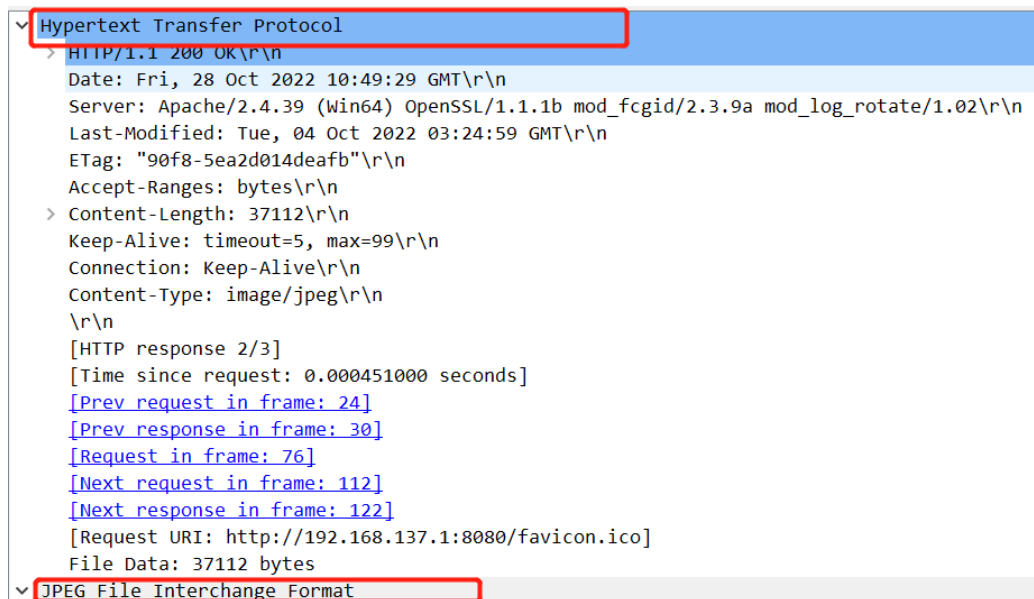 Hypertext Transfer Protocol
HTTP/1.1 200 OK\r\n
Date: Fri, 28 Oct 2022 10:49:29 GMT\r\n
Server: Apache/2.4.39 (Win64) OpenSSL/1.1.1b mod_fcgid/2.3.9a mod_log_rotate/1.02\r\n
Last-Modified: Tue, 04 Oct 2022 03:24:59 GMT\r\n
ETag: "90f8-5ea2d014deafb"\r\n
Accept-Ranges: bytes\r\n
Content-Length: 37112\r\n
Keep-Alive: timeout=5, max=99\r\n
Connection: Keep-Alive\r\n
Content-Type: image/jpeg\r\n
\r\n
[HTTP response 2/3]
[Time since request: 0.000451000 seconds]
[Prev request in frame: 24]
[Prev response in frame: 30]
[Request in frame: 76]
[Next request in frame: 112]
[Next response in frame: 122]
[Request URI: http://192.168.137.1:8080/favicon.ico]
File Data: 37112 bytes
JPEG File Interchange Format